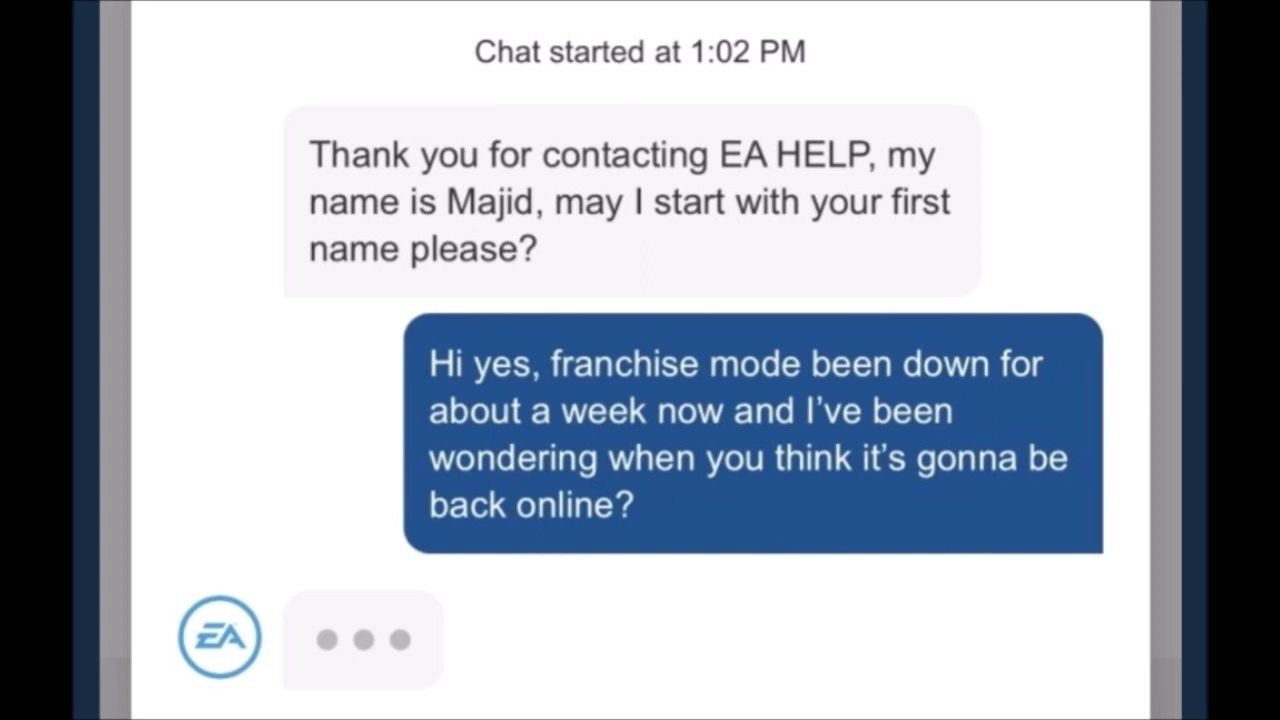 Chat started at 1:02 PM
Thank you for contacting EA HELP, my
name is Majid, may I start with your first
name please?
Hi yes, franchise mode been down for
about a week now and I’ve been
wondering when you think it’s gonna be
back online?
EA